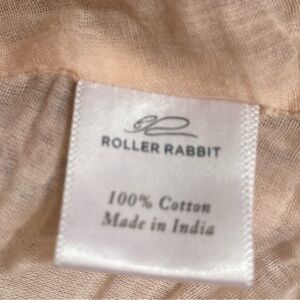 ROLLER RABBIT
100% Cotton
Made in India